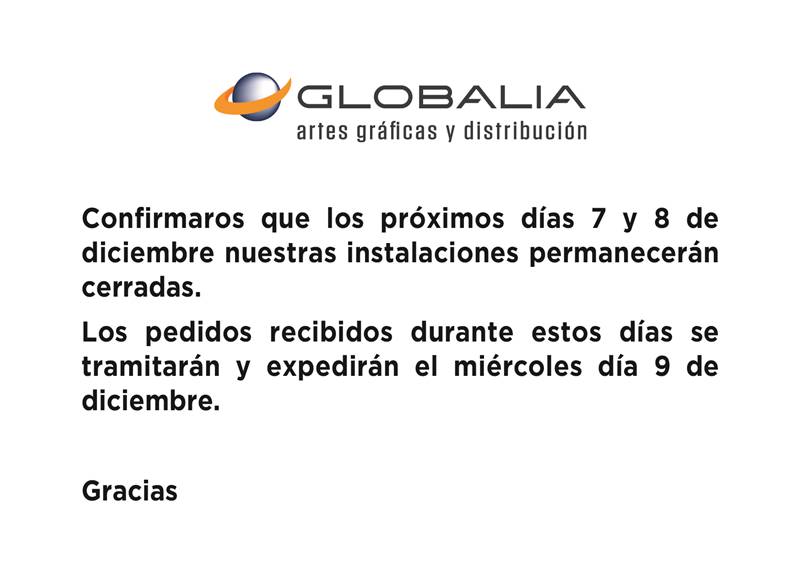 GLOBALIA
artes gráficas y distribución
Confirmaros que los próximos días 7 y 8 de
diciembre nuestras instalaciones permanecerán
cerradas.
Los pedidos recibidos durante estos días se
tramitarán y expedirán el miércoles día 9 de
diciembre.
Gracias